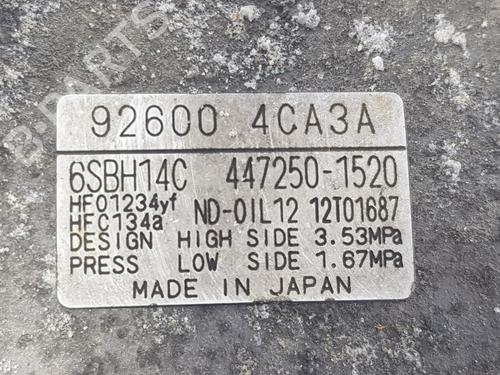 B-PARTS
92600 4CA3A
6SBH14C 447250-1520
HFO1234yf
HFC134a ND-OIL12 12T01687
DESIGN HIGH SIDE 3.53MPa
PRESS LOW SIDE 1.67MPa
MADE IN JAPAN